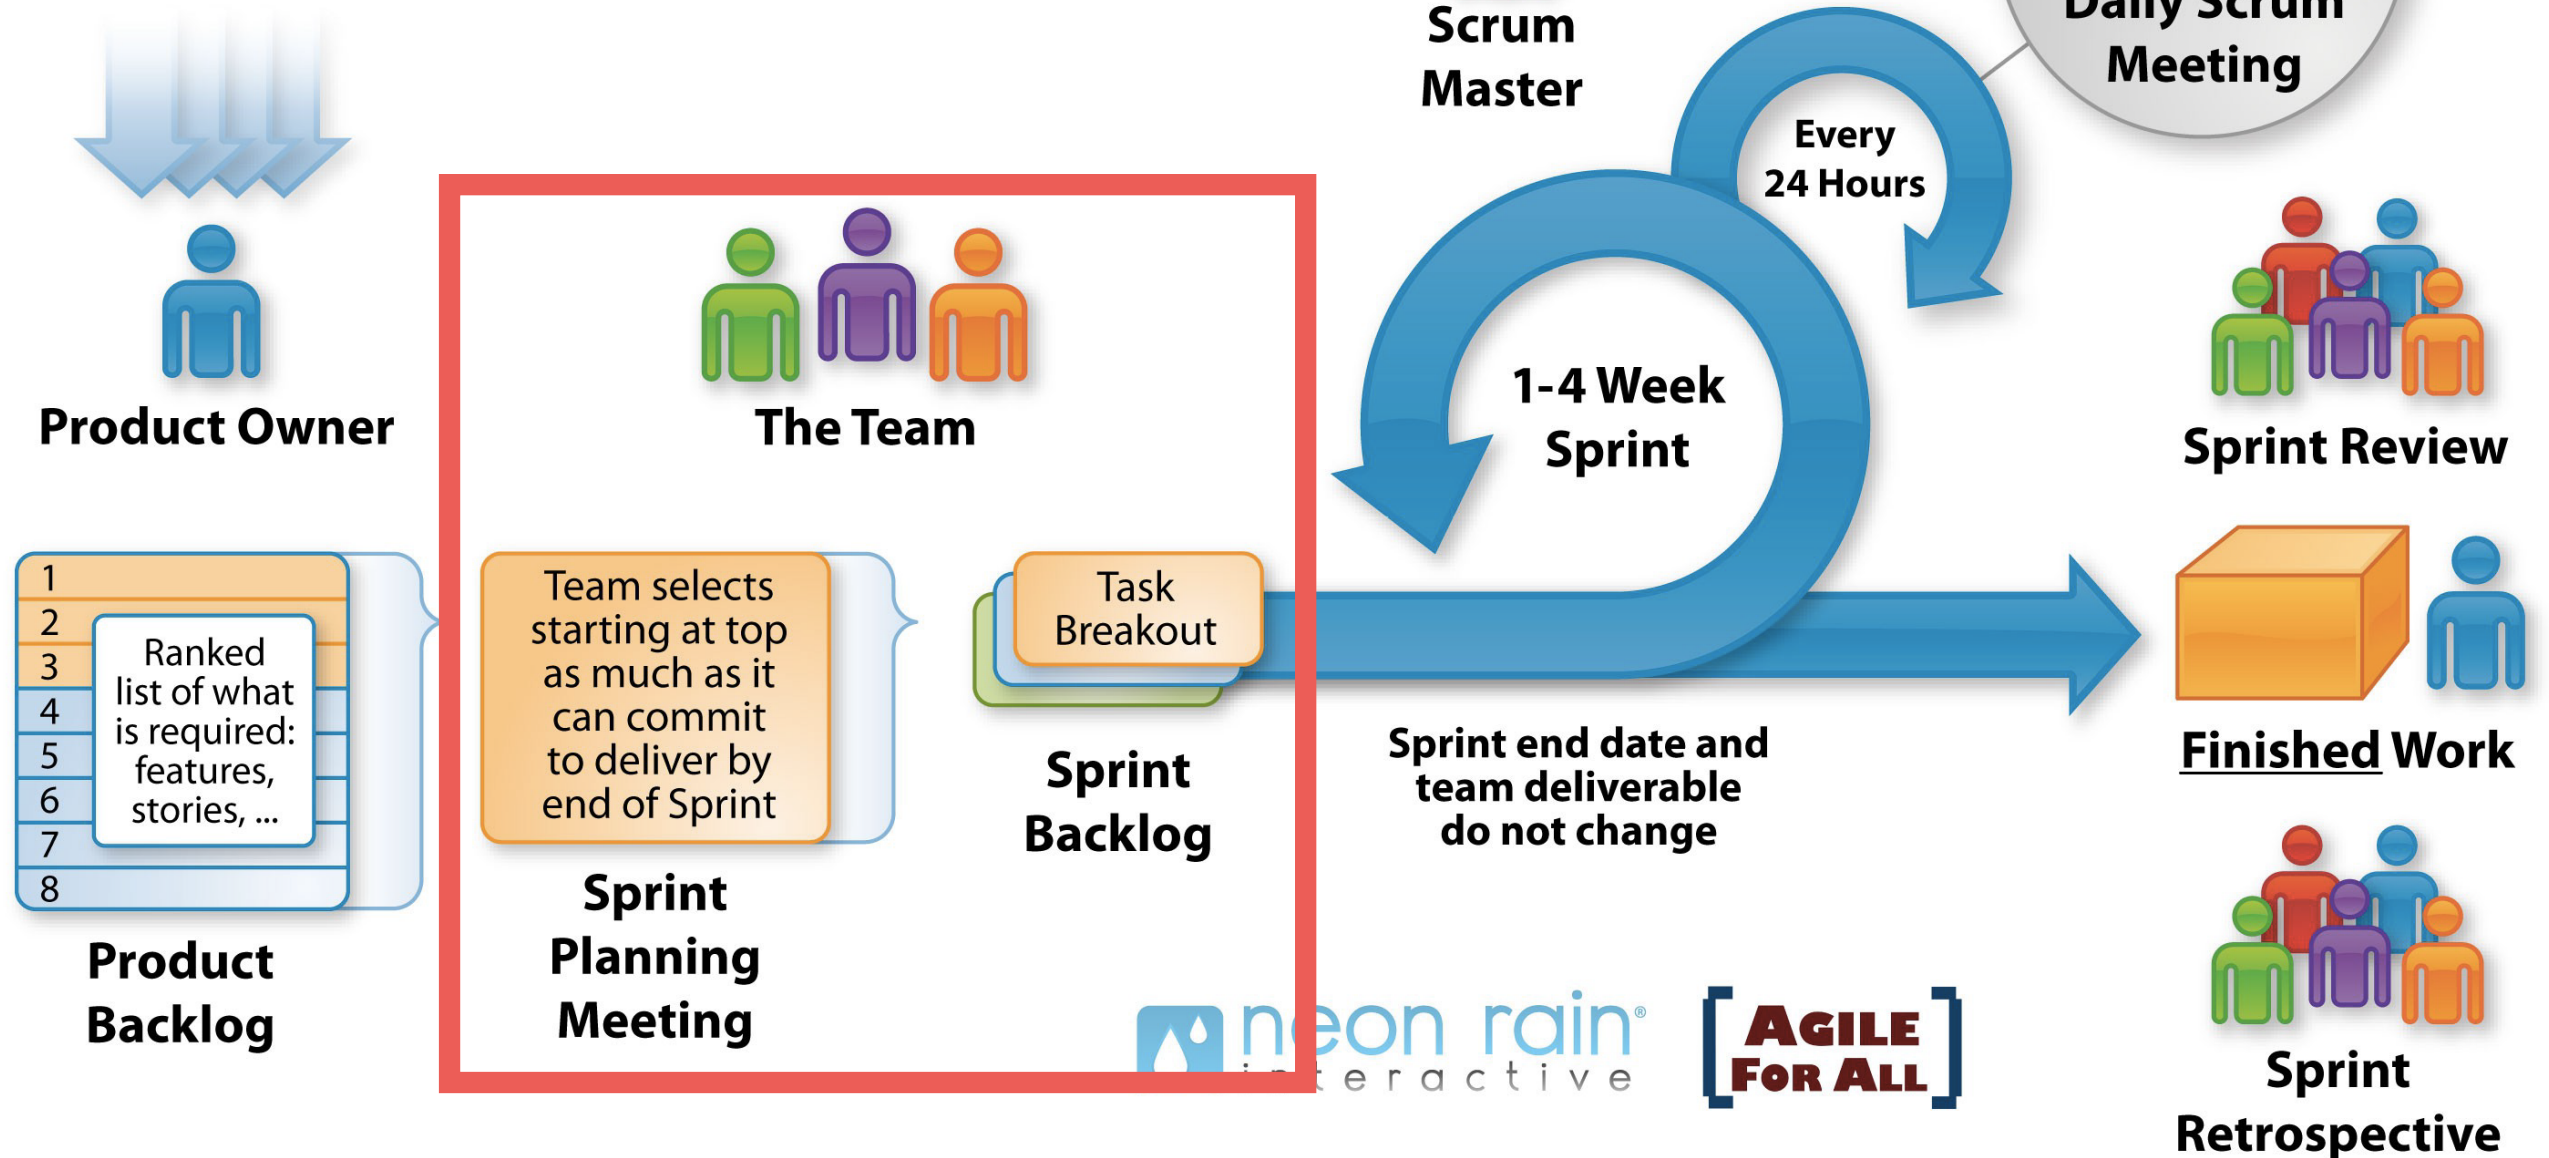 Scrum
Master
Daily Scrum
Meeting
Every
24 Hours
1-4 Week
Sprint
Product Owner
The Team
Sprint Review
1
2
3
4
5
6
7
8
Ranked
list of what
is required:
features,
stories, ...
Product
Backlog
Team selects
starting at top
as much as it
can commit
to deliver by
end of Sprint
Sprint
Planning
Meeting
Task
Breakout
Sprint
Backlog
Sprint end date and
team deliverable
do not change
Finished Work
neon rain®
interactive
AGILE
FOR ALL
Sprint
Retrospective